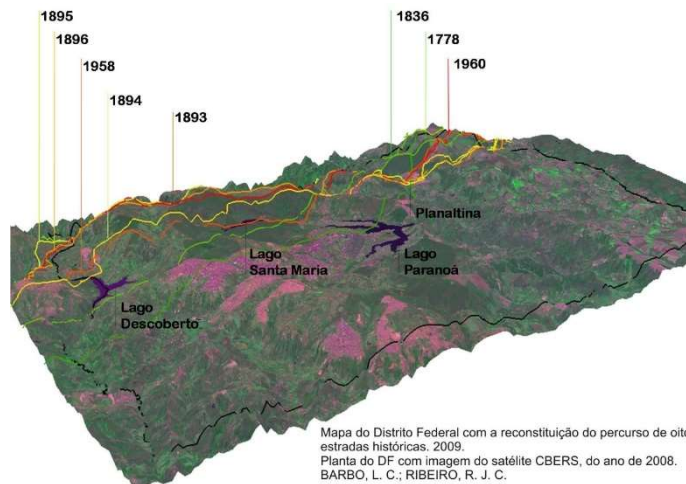 1895
1896
1958
1894
1893
1836
1778
1960
Planaltina
Lago
Santa Maria
Lago
Paranoá
Lago
Descoberto
Mapa do Distrito Federal com a reconstituição do percurso de oito
estradas históricas. 2009.
Planta do DF com imagem do satélite CBERS, do ano de 2008.
BARBO, L. C.; RIBEIRO, R. J. C.